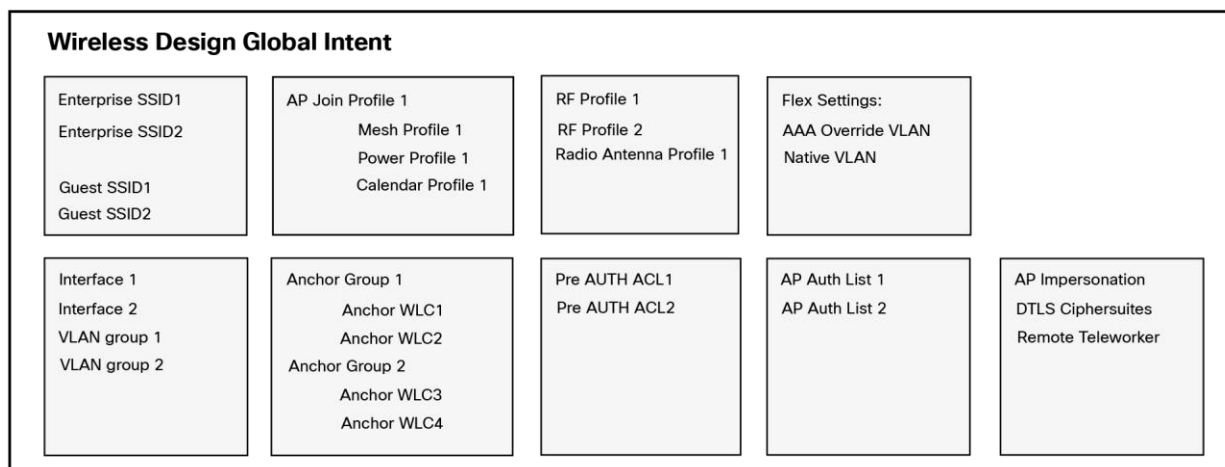 Wireless Design Global Intent
Enterprise SSID1
Enterprise SSID2
Guest SSID1
Guest SSID2
AP Join Profile 1
Mesh Profile 1
Power Profile 1
Calendar Profile 1
RF Profile 1
RF Profile 2
Radio Antenna Profile 1
Flex Settings:
AAA Override VLAN
Native VLAN
Interface 1
Interface 2
VLAN group 1
VLAN group 2
Anchor Group 1
Anchor WLC1
Anchor WLC2
Anchor Group 2
Anchor WLC3
Anchor WLC4
Pre AUTH ACL1
Pre AUTH ACL2
AP Auth List 1
AP Auth List 2
AP Impersonation
DTLS Ciphersuites
Remote Teleworker